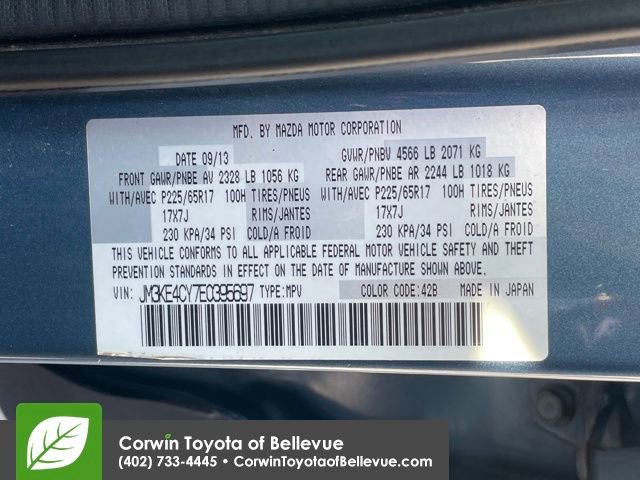 MFD. BY MAZDA MOTOR CORPORATION
DATE 09/13 GVWR/PNBV 4566 LB 2071 KG
FRONT GAWR/PNBE AV 2328 LB 1056 KG REAR GAWR/PNBE AR 2244 LB 1018 KG
WITH/AVEC P225/65R17 100H TIRES/PNEUS WITH/AVEC P225/65R17 100H TIRES/PNEUS
17X7J RIMS/JANTES 17X7J RIMS/JANTES
230 KPA/34 PSI COLD/A FROID 230 KPA/34 PSI COLD/A FROID
THIS VEHICLE CONFORMS TO ALL APPLICABLE FEDERAL MOTOR VEHICLE SAFETY AND THEFT
PREVENTION STANDARDS IN EFFECT ON THE DATE OF MANUFACTURE SHOWN ABOVE.
VIN: JM3KE4CY7E0395697 TYPE:MPV COLOR CODE:42B MADE IN JAPAN
Corwin Toyota of Bellevue
(402) 733-4445 • CorwinToyotaofBellevue.com